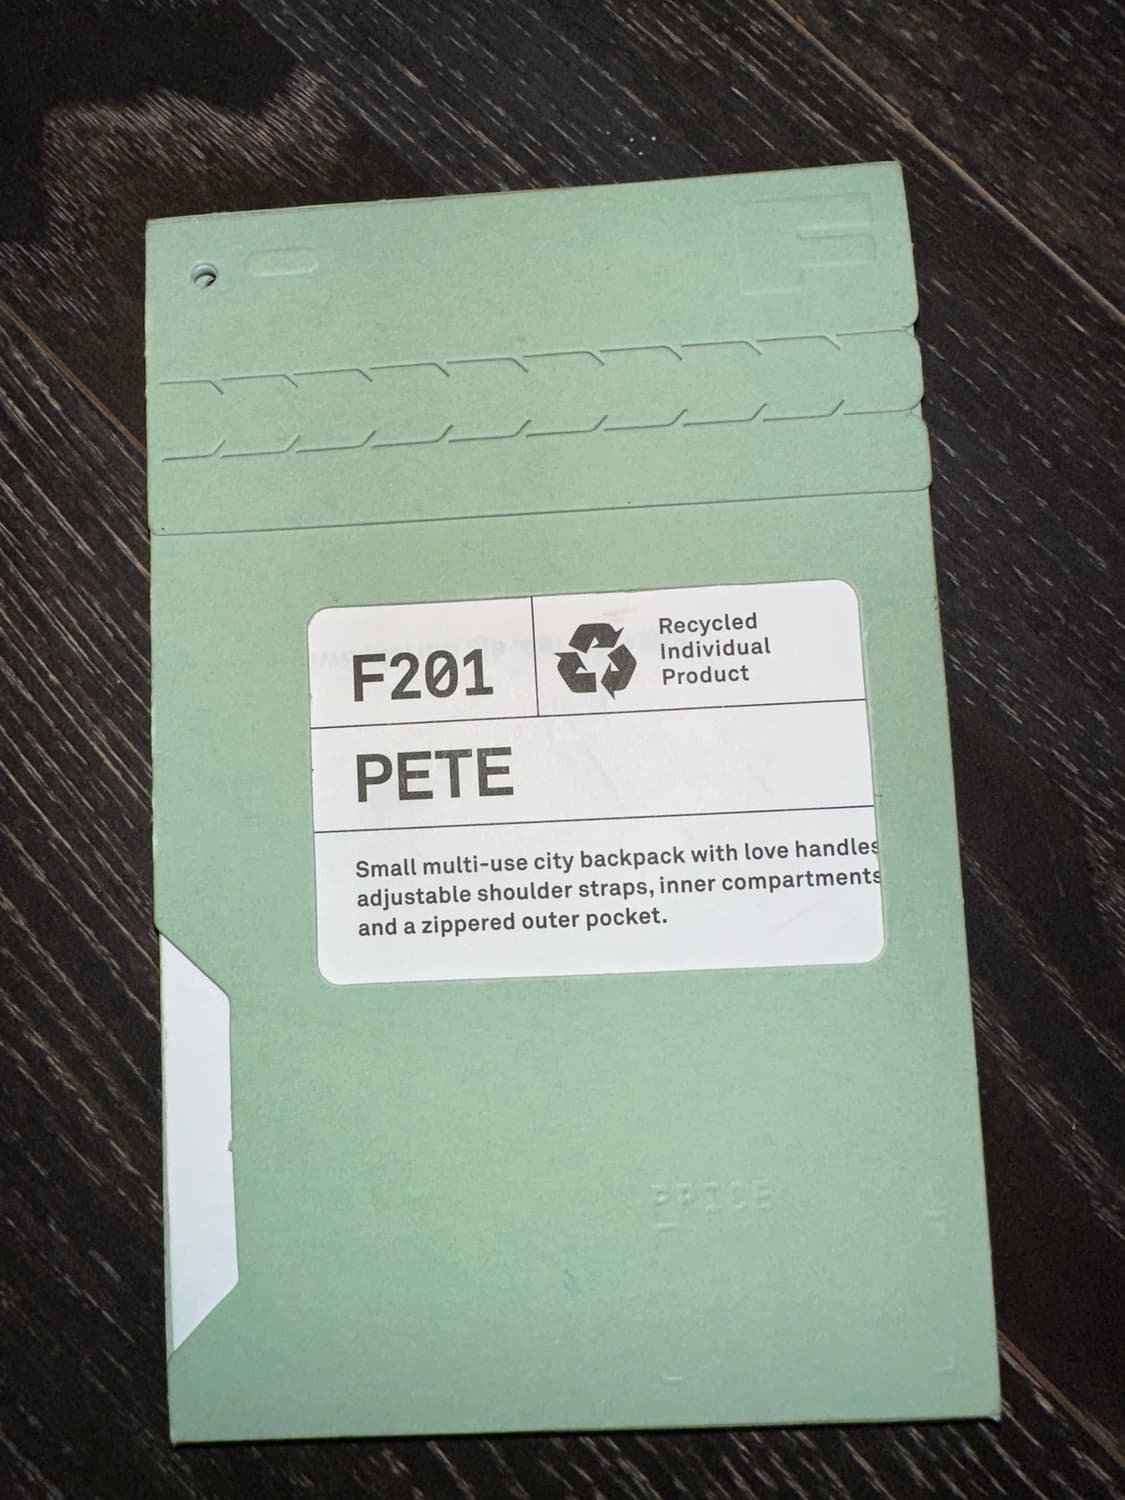 F201
Recycled
Individual
Product
PETE
Small multi-use city backpack with love handles
adjustable shoulder straps, inner compartments
and a zippered outer pocket.
PRICE